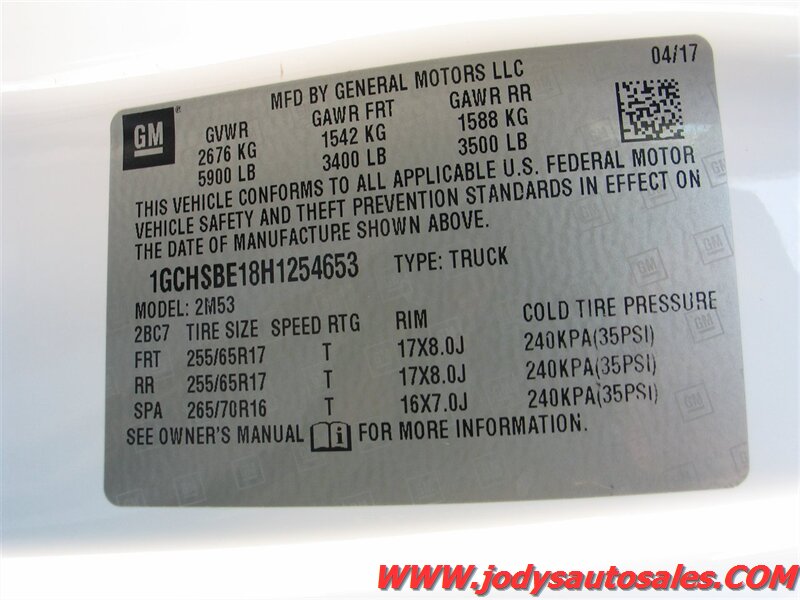 04/17
MFD BY GENERAL MOTORS LLC
GM®
GVWR GAWR FRT GAWR RR
2676 KG 1542 KG 1588 KG
5900 LB 3400 LB 3500 LB
THIS VEHICLE CONFORMS TO ALL APPLICABLE U.S. FEDERAL MOTOR
VEHICLE SAFETY AND THEFT PREVENTION STANDARDS IN EFFECT ON
THE DATE OF MANUFACTURE SHOWN ABOVE.
1GCHSBE18H1254653 TYPE: TRUCK
MODEL: 2M53
2BC7 TIRE SIZE SPEED RTG RIM COLD TIRE PRESSURE
FRT 255/65R17 T 17X8.0J 240KPA(35PSI)
RR 255/65R17 T 17X8.0J 240KPA(35PSI)
SPA 265/70R16 T 16X7.0J 240KPA(35PSI)
SEE OWNER'S MANUAL i FOR MORE INFORMATION.
www.jodysautosales.COM